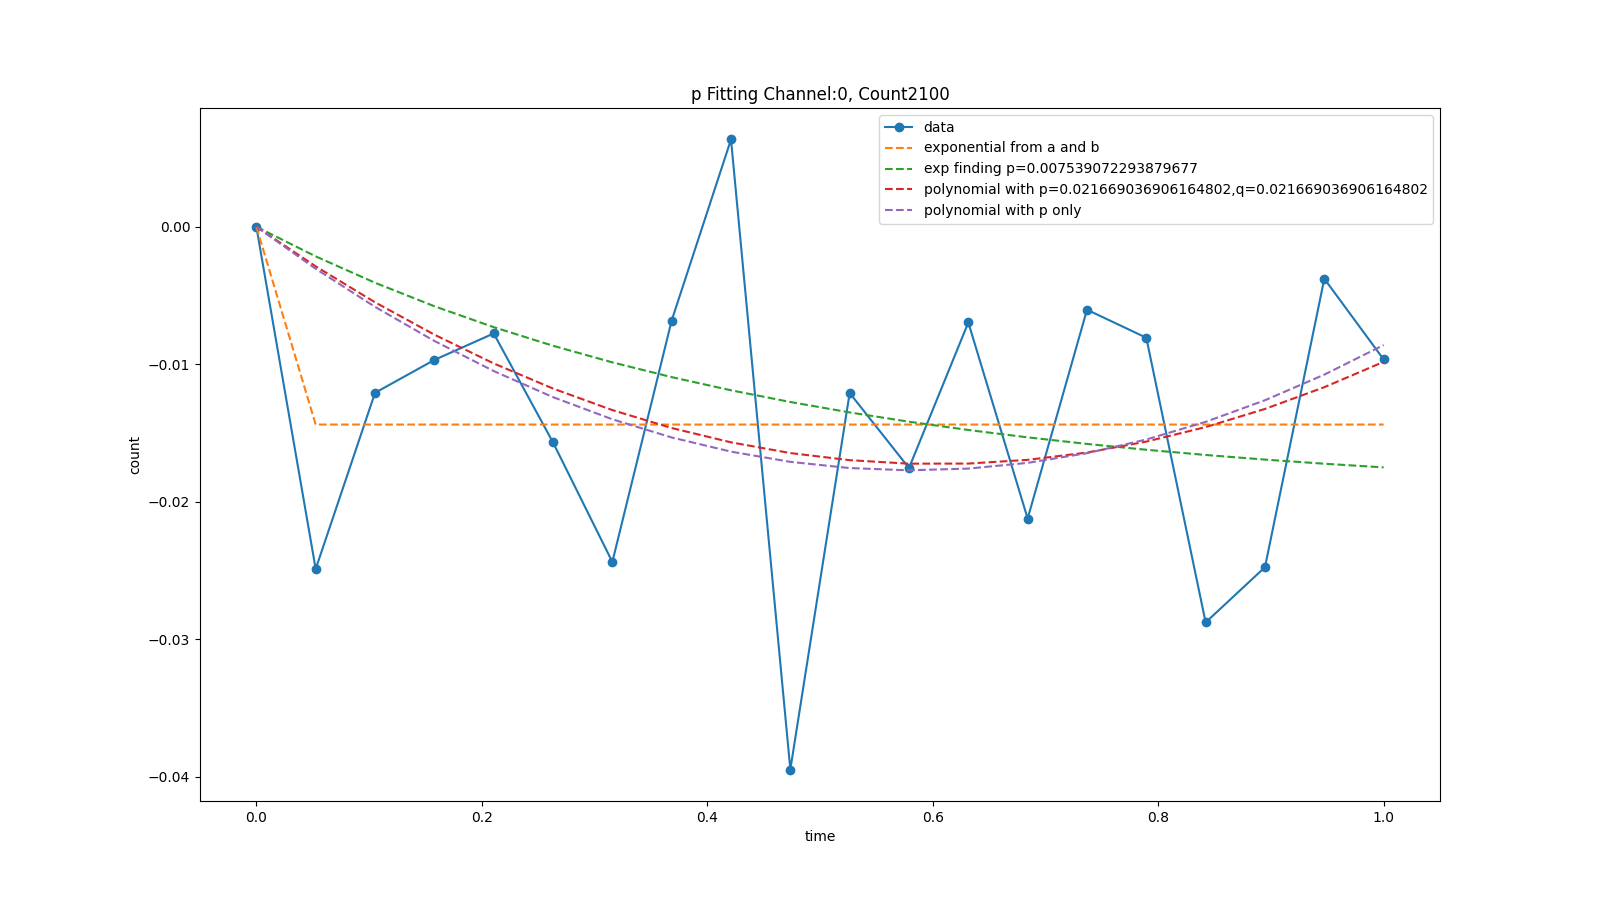 p Fitting Channel:0, Count2100
data
exponential from a and b
exp finding p=0.007539072293879677
polynomial with p=0.021669036906164802,q=0.021669036906164802
polynomial with p only
0.00
−0.01
−0.02
−0.03
−0.04
count
0.0 0.2 0.4 0.6 0.8 1.0
time